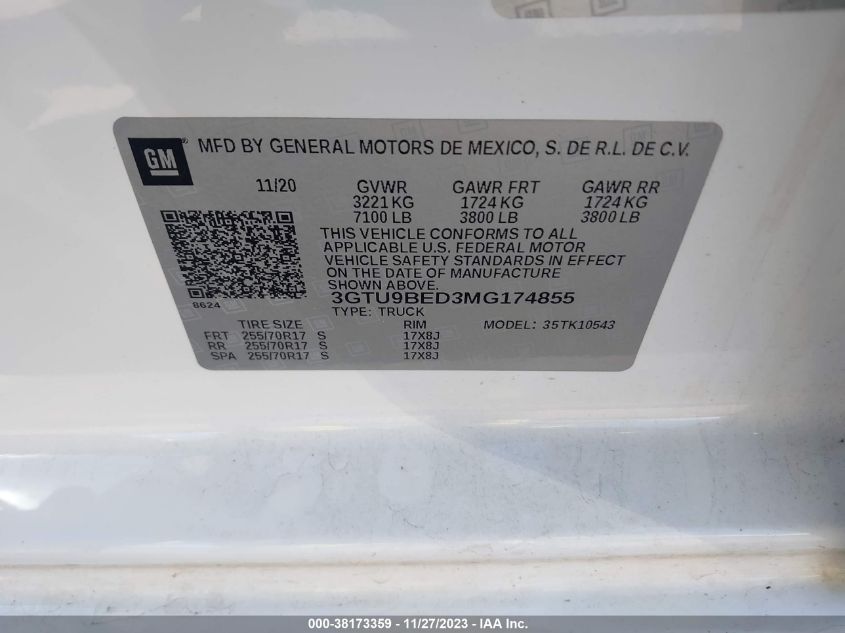 GM ® MFD BY GENERAL MOTORS DE MEXICO, S. DE R.L. DE C.V.
11/20 GVWR GAWR FRT GAWR RR
3221 KG 1724 KG 1724 KG
7100 LB 3800 LB 3800 LB
THIS VEHICLE CONFORMS TO ALL
APPLICABLE U.S. FEDERAL MOTOR
VEHICLE SAFETY STANDARDS IN EFFECT
ON THE DATE OF MANUFACTURE
SHOWN ABOVE.
8624 3GTU9BED3MG174855
TYPE: TRUCK MODEL: 35TK10543
TIRE SIZE RIM
FRT 255/70R17 S 17X8J
RR 255/70R17 S 17X8J
SPA 255/70R17 S 17X8J
000-38173359 - 11/27/2023 - IAA Inc.